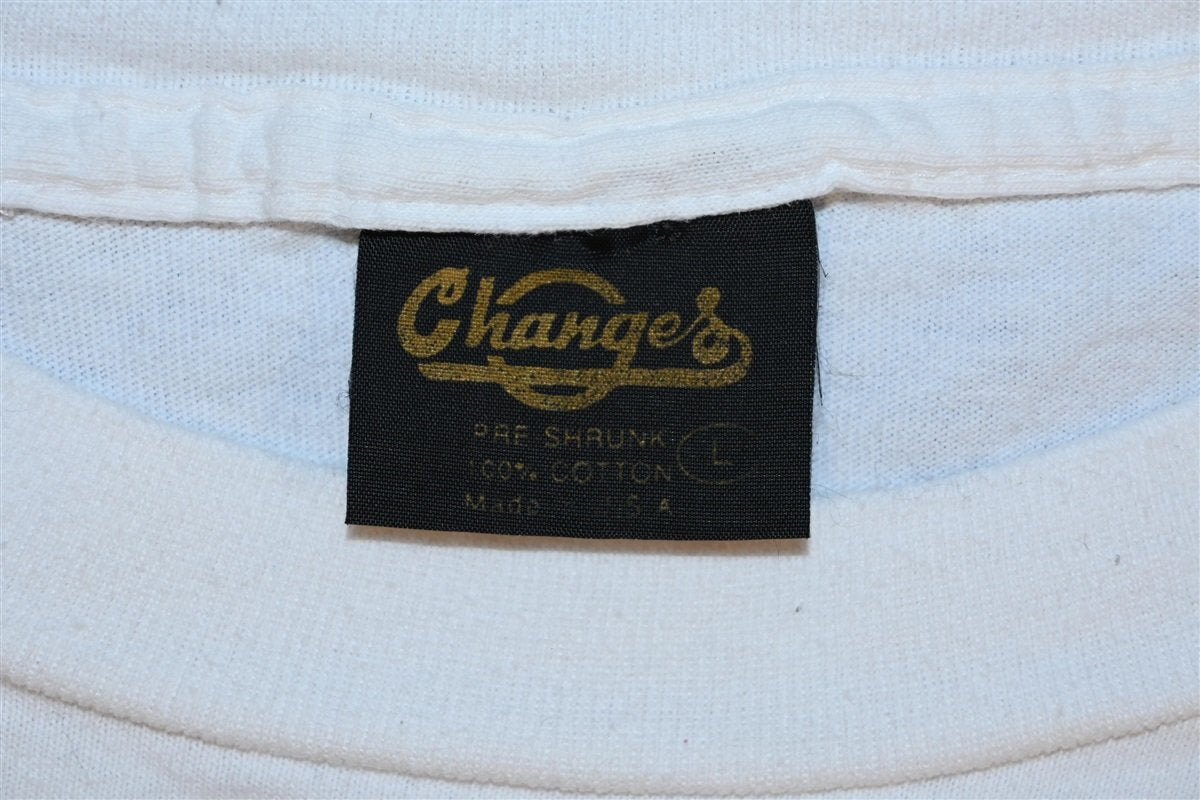 Changes
PRE SHRUNK
100% COTTON
L
Made U.S.A